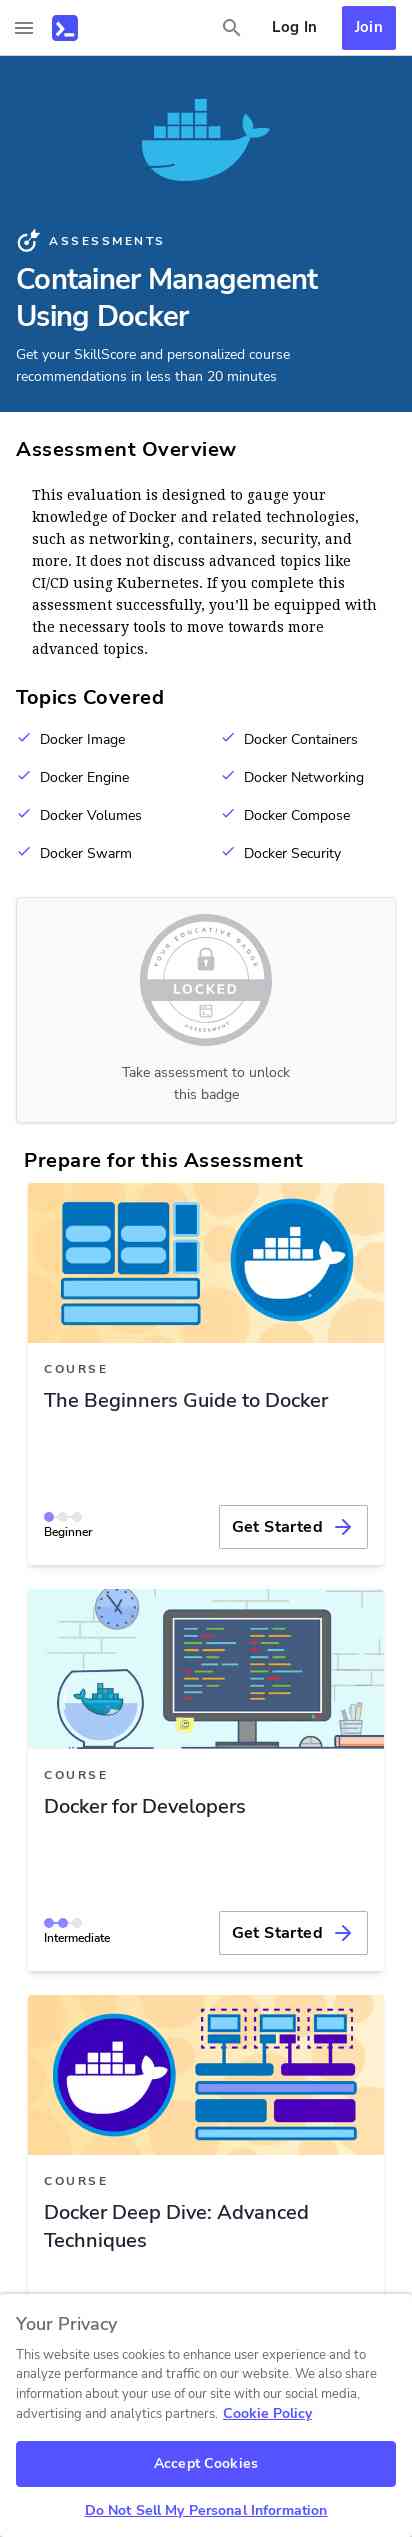 Log In
Join
ASSESSMENTS
Container Management
Using Docker
Get your SkillScore and personalized course
recommendations in less than 20 minutes
Assessment Overview
This evaluation is designed to gauge your
knowledge of Docker and related technologies,
such as networking, containers, security, and
more. It does not discuss advanced topics like
CI/CD using Kubernetes. If you complete this
assessment successfully, you’ll be equipped with
the necessary tools to move towards more
advanced topics.
Topics Covered
Docker Image
Docker Containers
Docker Engine
Docker Networking
Docker Volumes
Docker Compose
Docker Swarm
Docker Security
YOUR EDUCATIVE BADGE
LOCKED
ASSESSMENT
Take assessment to unlock
this badge
Prepare for this Assessment
COURSE
The Beginners Guide to Docker
Beginner
Get Started
COURSE
Docker for Developers
Intermediate
Get Started
COURSE
Docker Deep Dive: Advanced
Techniques
Your Privacy
This website uses cookies to enhance user experience and to
analyze performance and traffic on our website. We also share
information about your use of our site with our social media,
advertising and analytics partners. Cookie Policy
Accept Cookies
Do Not Sell My Personal Information